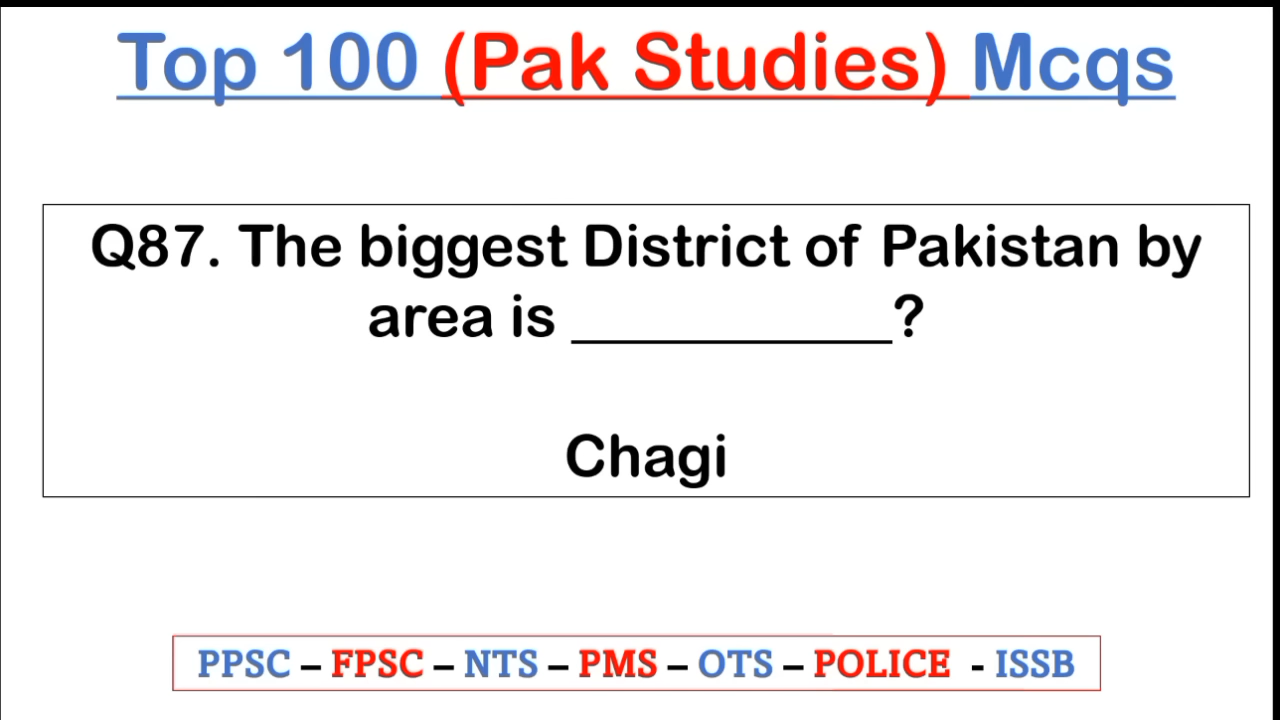 Top 100 (Pak Studies) Mcqs
Q87. The biggest District of Pakistan by
area is __________?
Chagi
PPSC – FPSC – NTS – PMS – OTS – POLICE - ISSB